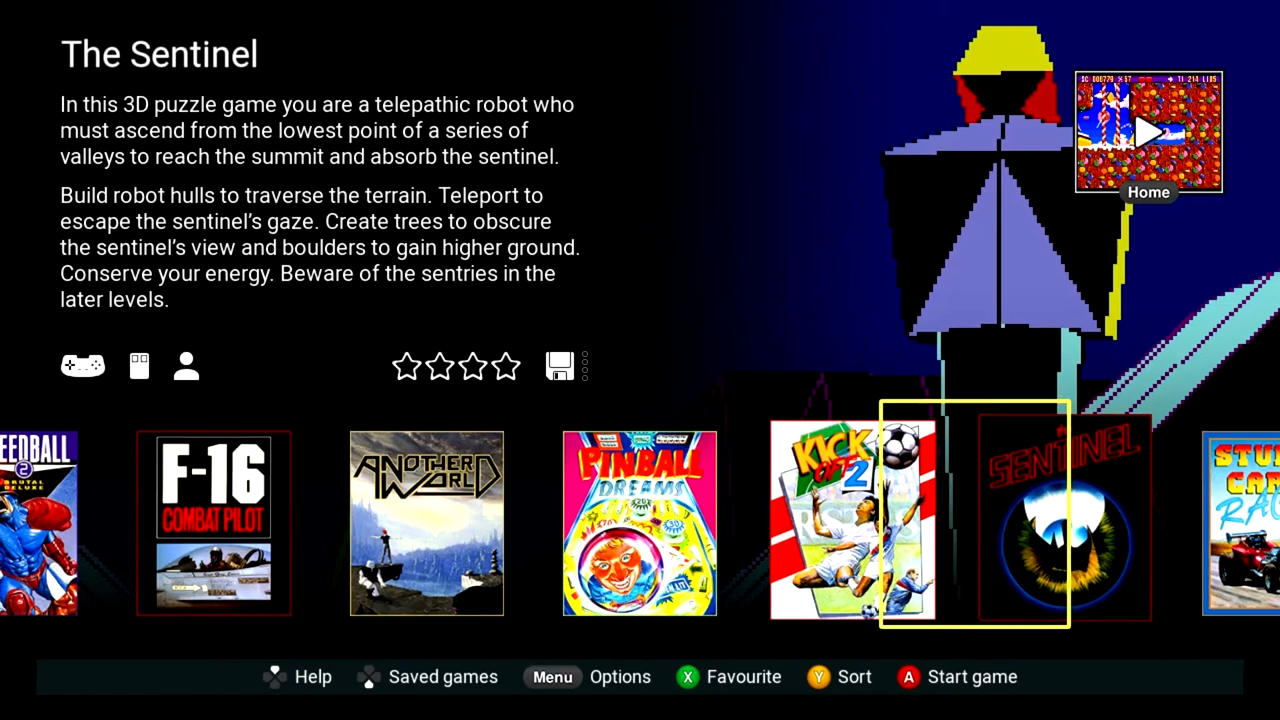 The Sentinel
In this 3D puzzle game you are a telepathic robot who
must ascend from the lowest point of a series of
valleys to reach the summit and absorb the sentinel.
Build robot hulls to traverse the terrain. Teleport to
escape the sentinel’s gaze. Create trees to obscure
the sentinel’s view and boulders to gain higher ground.
Conserve your energy. Beware of the sentries in the
later levels.
Home
EEDBALL
2
BRUTAL
DELUXE
F-16
COMBAT PILOT
ANOTHER
WORLD
PINBALL
DREAMS
KICK
OFF 2
the
SENTINEL
STU
CAR
RAC
Help
Saved games
Menu
Options
X
Favourite
Y
Sort
A
Start game